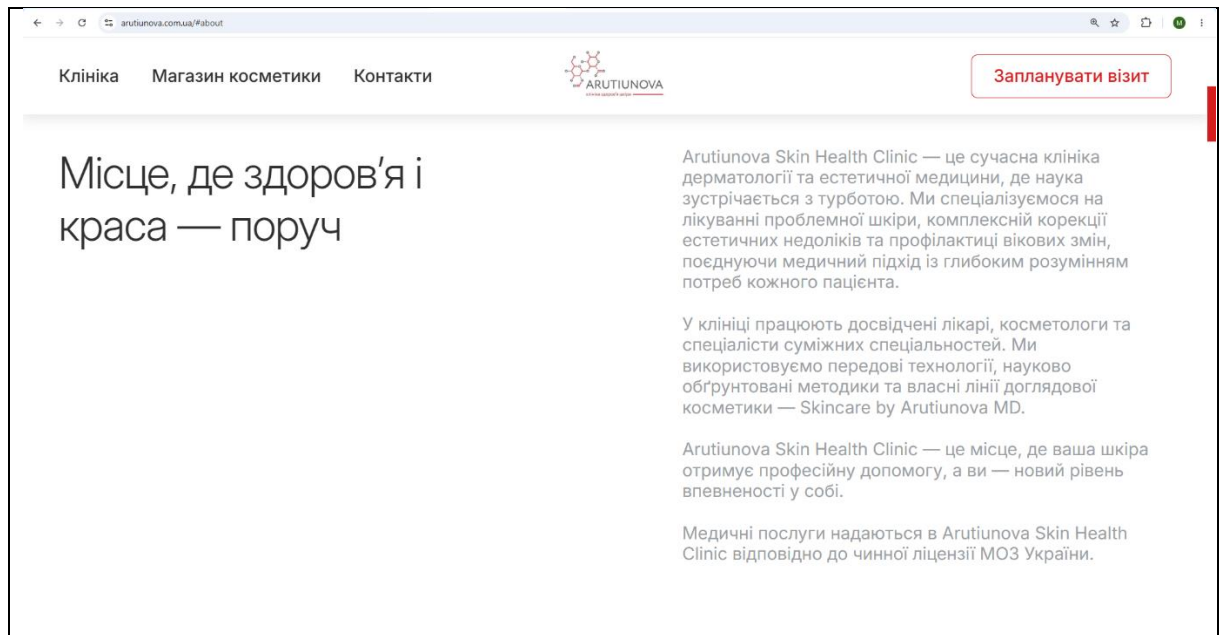 arutiunova.com.ua/#about
M
Клініка Магазин косметики Контакти
ARUTIUNOVA
клініка здоров'я шкіри
Запланувати візит
Місце, де здоров’я і
краса — поруч
Arutiunova Skin Health Clinic — це сучасна клініка
дерматології та естетичної медицини, де наука
зустрічається з турботою. Ми спеціалізуємося на
лікуванні проблемної шкіри, комплексній корекції
естетичних недоліків та профілактиці вікових змін,
поєднуючи медичний підхід із глибоким розумінням
потреб кожного пацієнта.
У клініці працюють досвідчені лікарі, косметологи та
спеціалісти суміжних спеціальностей. Ми
використовуємо передові технології, науково
обґрунтовані методики та власні лінії доглядової
косметики — Skincare by Arutiunova MD.
Arutiunova Skin Health Clinic — це місце, де ваша шкіра
отримує професійну допомогу, а ви — новий рівень
впевненості у собі.
Медичні послуги надаються в Arutiunova Skin Health
Clinic відповідно до чинної ліцензії МОЗ України.